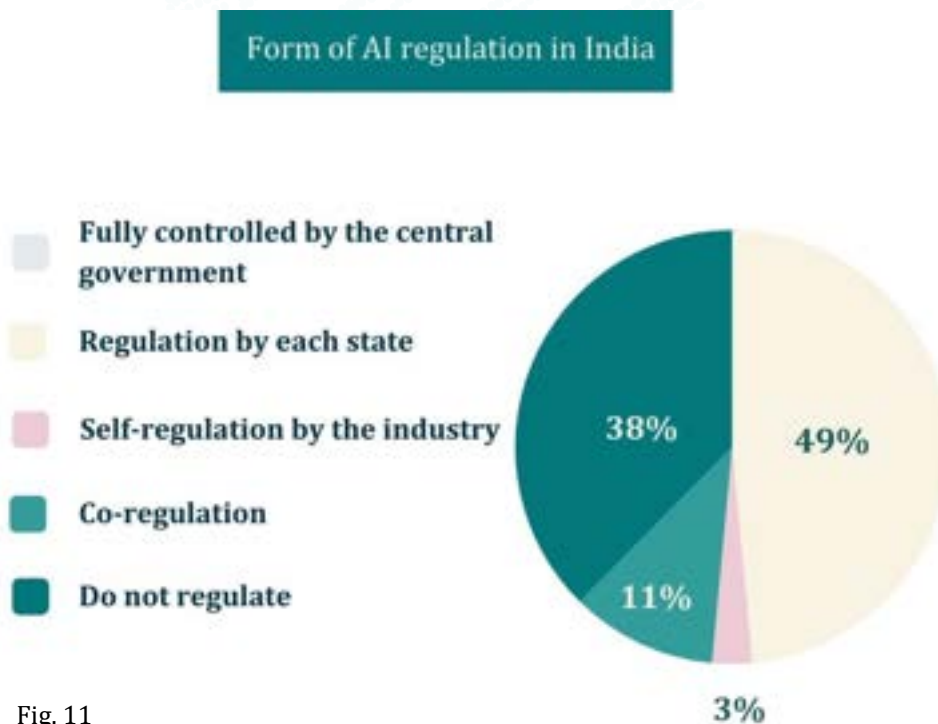 Form of AI regulation in India
Fully controlled by the central
government
Regulation by each state
Self-regulation by the industry
Co-regulation
Do not regulate
38%
49%
11%
3%
Fig. 11